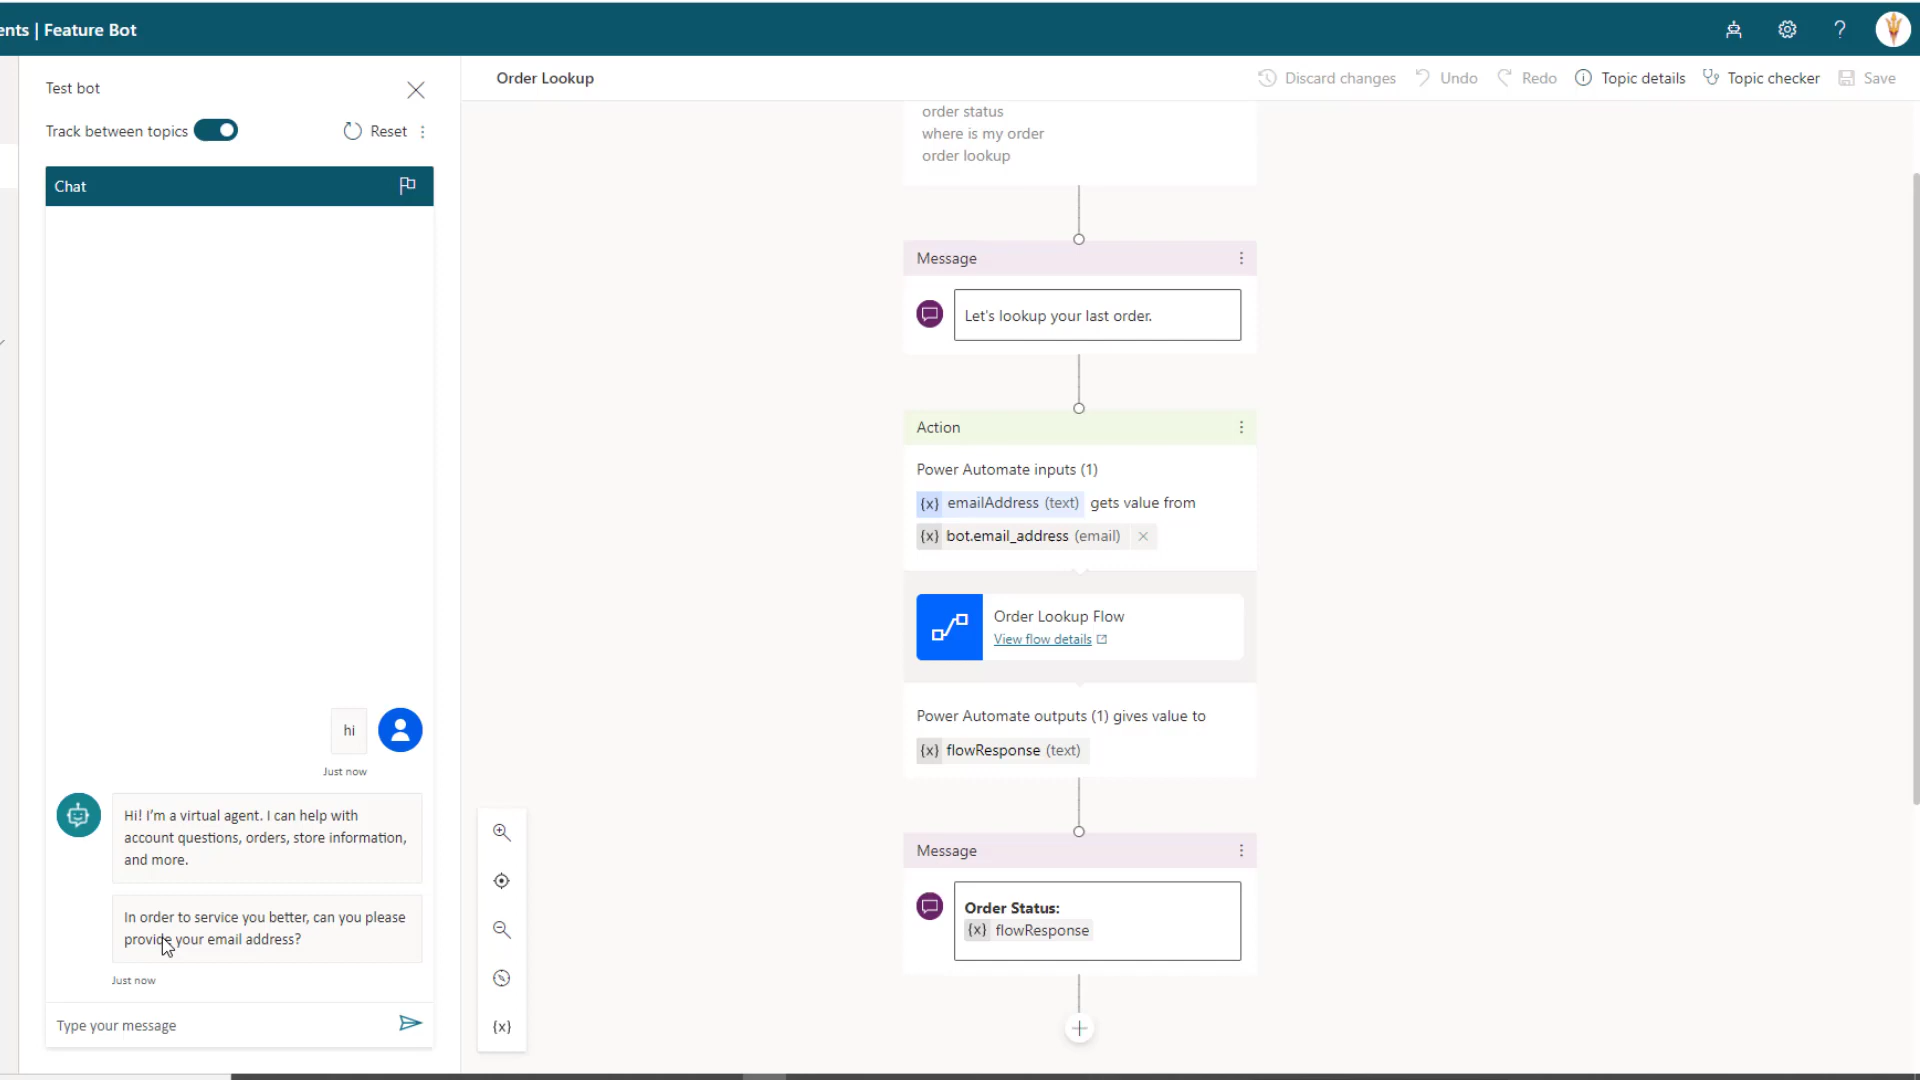 ents | Feature Bot
?
Test bot
Track between topics
Reset
Chat
hi
Just now
Hi! I'm a virtual agent. I can help with
account questions, orders, store information,
and more.
In order to service you better, can you please
provide your email address?
Just now
Type your message
Order Lookup
Discard changes
Undo
Redo
Topic details
Topic checker
Save
order status
where is my order
order lookup
Message
Let's lookup your last order.
Action
Power Automate inputs (1)
{x} emailAddress (text) gets value from
{x} bot.email_address (email)
Order Lookup Flow
View flow details
Power Automate outputs (1) gives value to
{x} flowResponse (text)
Message
Order Status:
{x} flowResponse
{x}